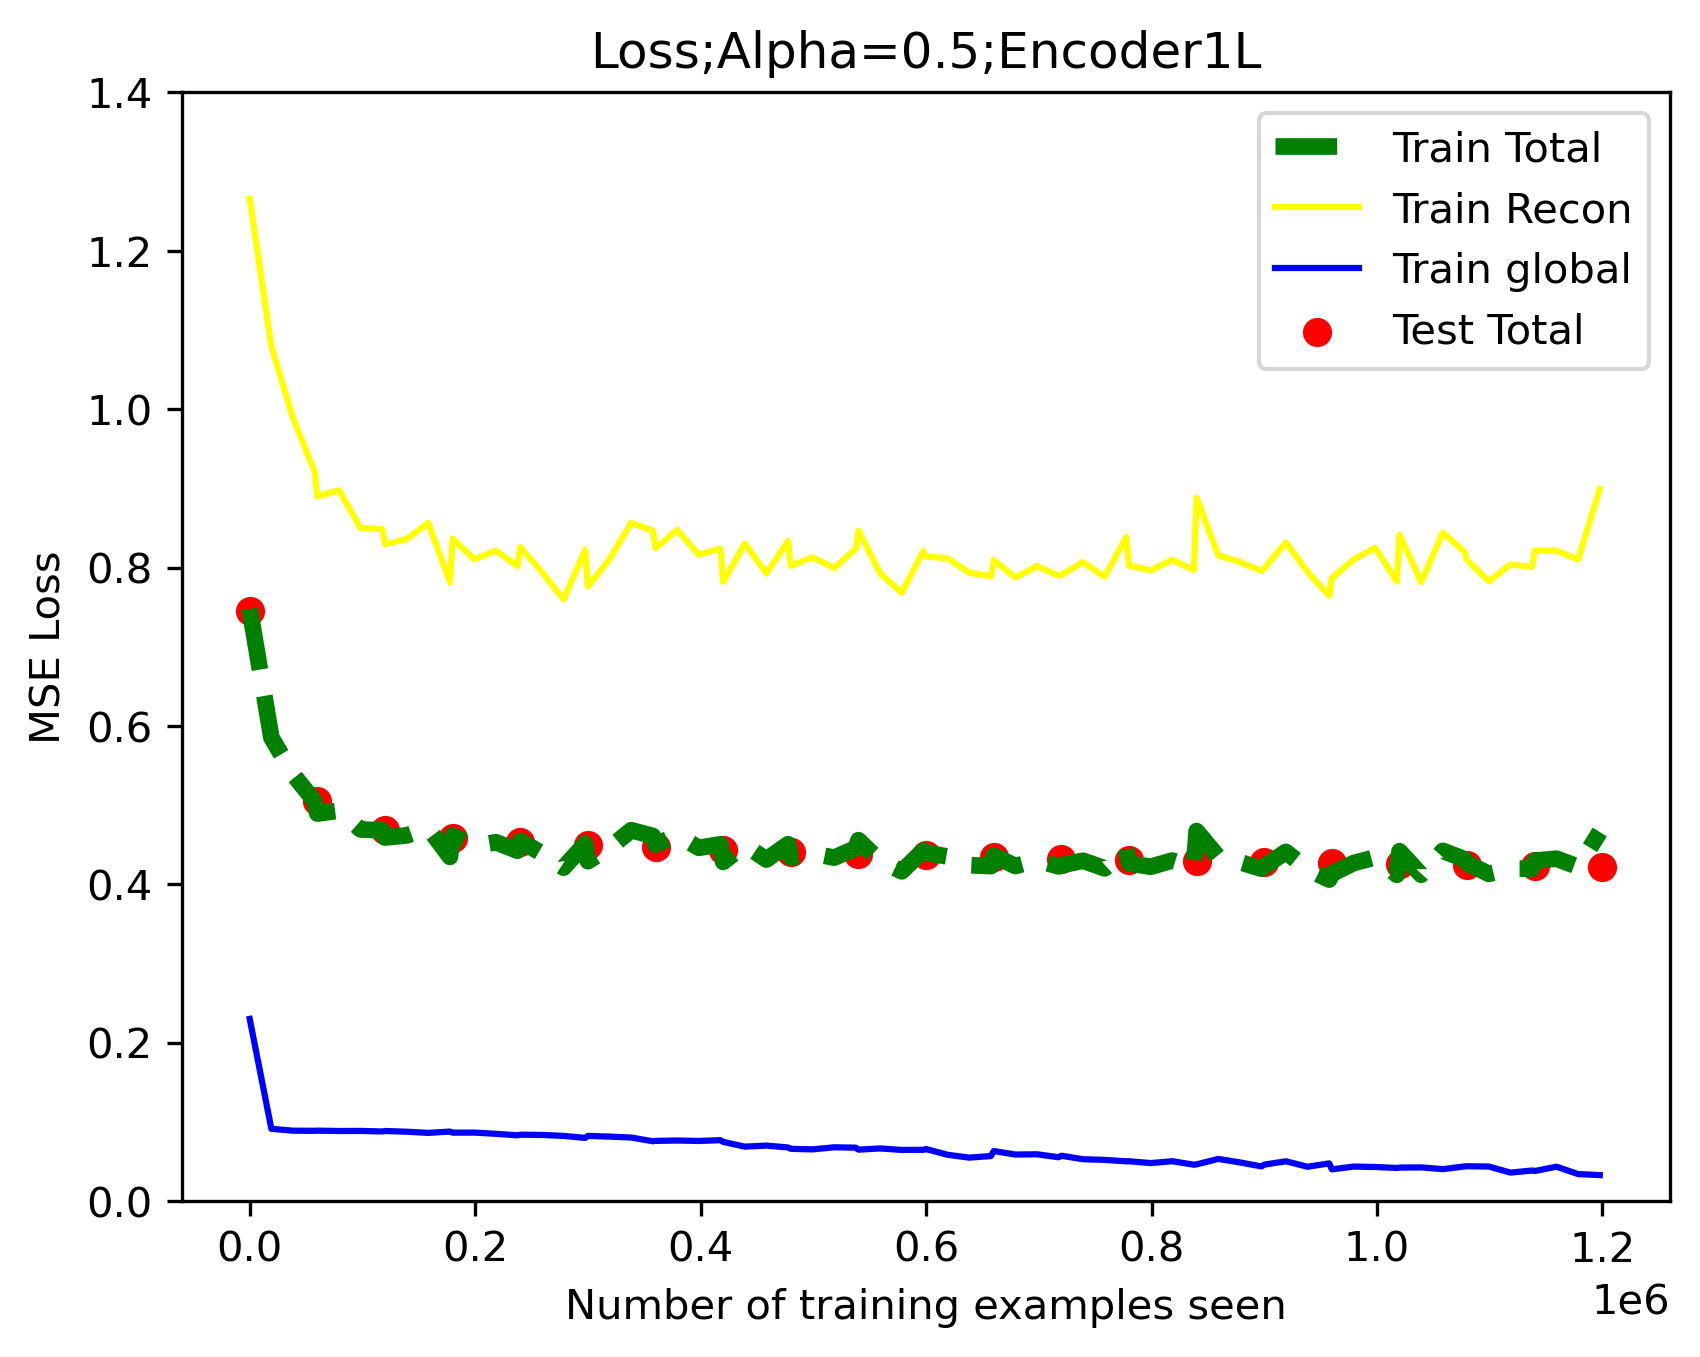 Loss;Alpha=0.5;Encoder1L
1.4
1.2
1.0
0.8
0.6
0.4
0.2
0.0
MSE Loss
Train Total
Train Recon
Train global
Test Total
0.0 0.2 0.4 0.6 0.8 1.0 1.2
1e6
Number of training examples seen